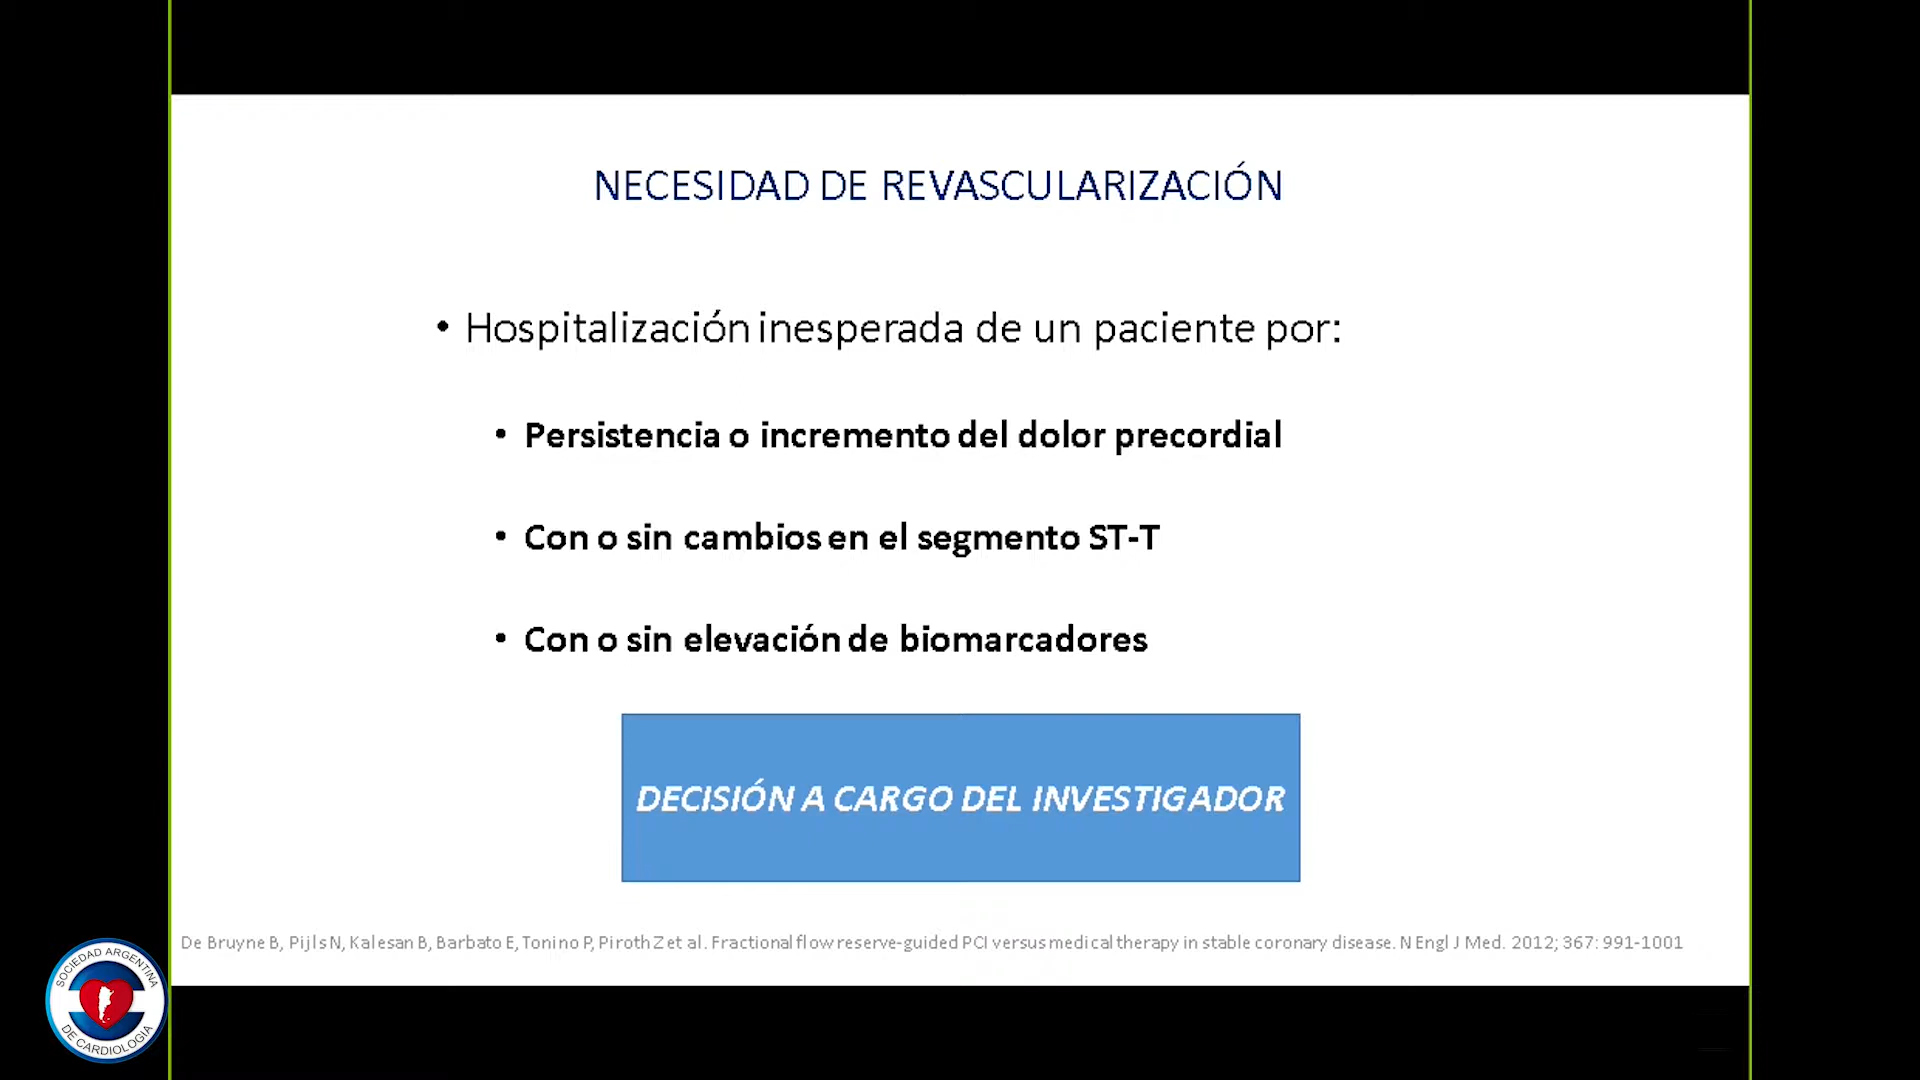 NECESIDAD DE REVASCULARIZACIÓN
• Hospitalización inesperada de un paciente por:
• Persistencia o incremento del dolor precordial
• Con o sin cambios en el segmento ST-T
• Con o sin elevación de biomarcadores
DECISIÓN A CARGO DEL INVESTIGADOR
De Bruyne B, Pijls N, Kalesan B, Barbato E, Tonino P, Piroth Z et al. Fractional flow reserve-guided PCI versus medical therapy in stable coronary disease. N Engl J Med. 2012; 367: 991-1001
SOCIEDAD ARGENTINA
DE CARDIOLOGIA